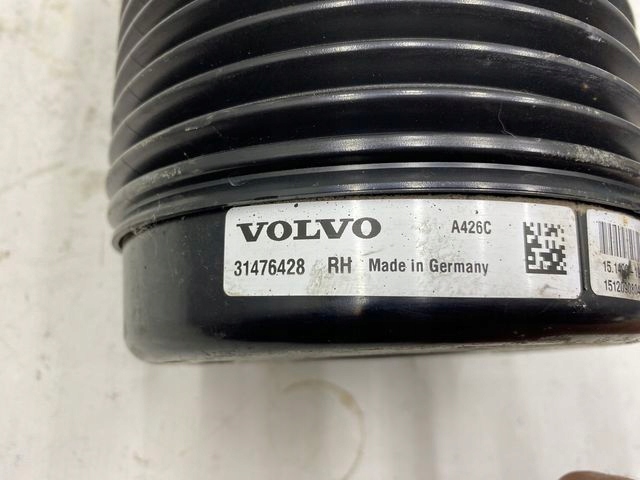 VOLVO A426C
31476428 RH Made in Germany